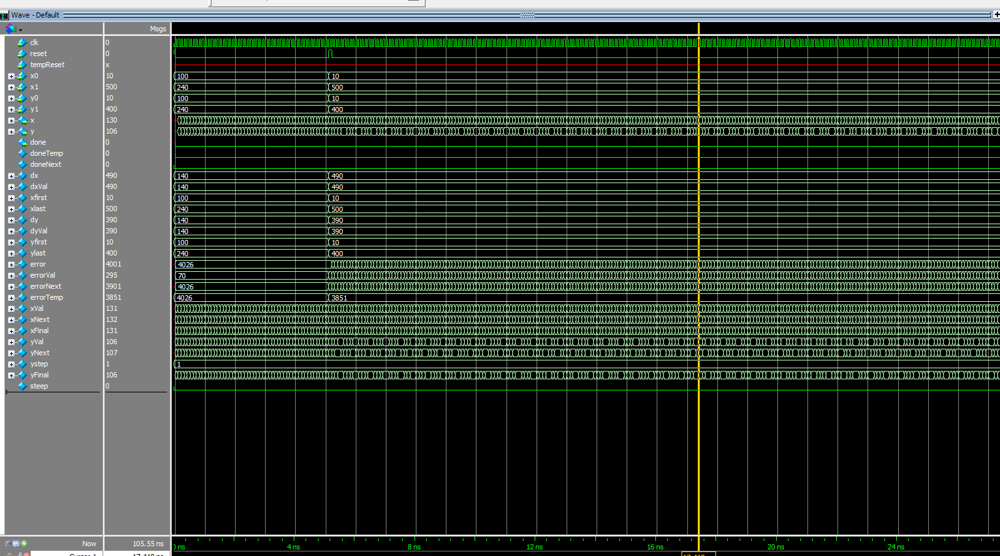 Wave - Default
Msgs
clk 0
reset 0
tempReset x
x0 10 100 10
x1 500 240 500
y0 10 100 10
y1 400 240 400
x 130
y 106
done 0
doneTemp 0
doneNext 0
dx 490 140 490
dxVal 490 140 490
xfirst 10 100 10
xlast 500 240 500
dy 390 140 390
dyVal 390 140 390
yfirst 10 100 10
ylast 400 240 400
error 4001 4026
errorVal 295 70
errorNext 3901 4026
errorTemp 3851 4026 3851
xVal 131
xNext 132
xFinal 131
yVal 106
yNext 107
ystep 1 1
yFinal 106
steep 0
Now 105.55 ns 0 ns 4 ns 8 ns 12 ns 16 ns 20 ns 24 ns